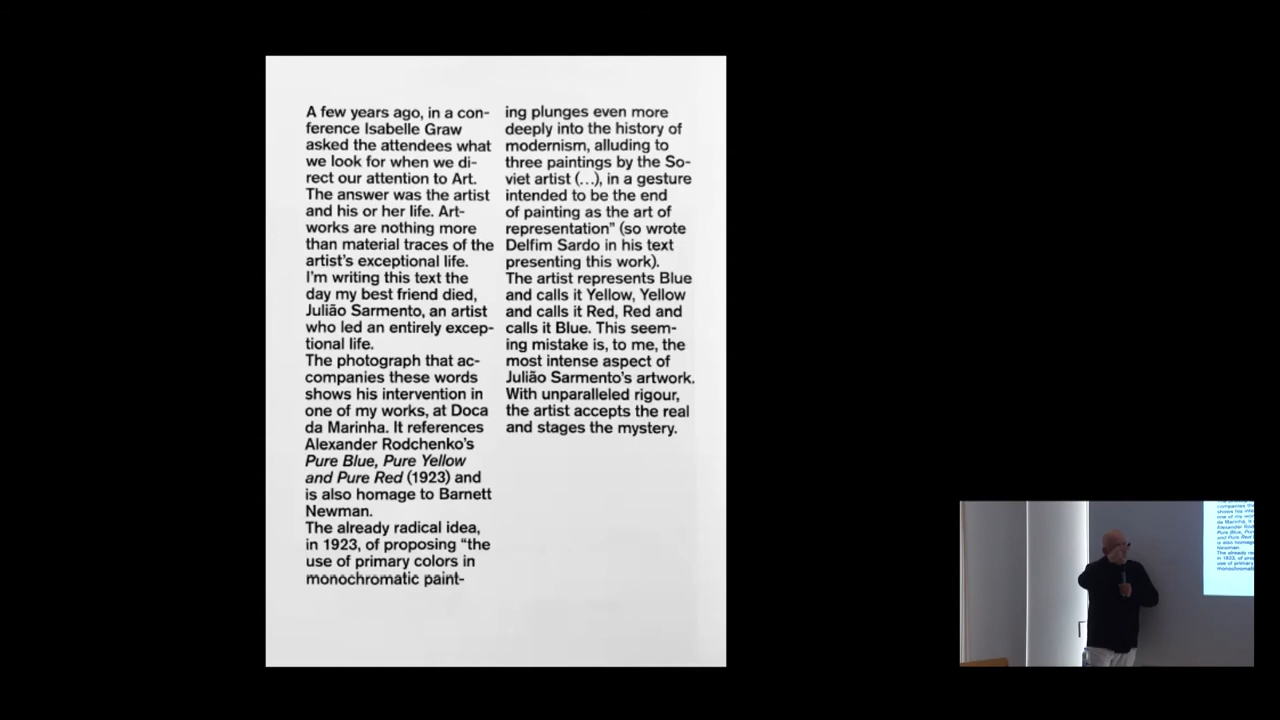 A few years ago, in a con-
ference Isabelle Graw
asked the attendees what
we look for when we di-
rect our attention to Art.
The answer was the artist
and his or her life. Art-
works are nothing more
than material traces of the
artist's exceptional life.
I'm writing this text the
day my best friend died,
Julião Sarmento, an artist
who led an entirely excep-
tional life.
The photograph that ac-
companies these words
shows his intervention in
one of my works, at Doca
da Marinha. It references
Alexander Rodchenko's
Pure Blue, Pure Yellow
and Pure Red (1923) and
is also homage to Barnett
Newman.
The already radical idea,
in 1923, of proposing “the
use of primary colors in
monochromatic paint-
ing plunges even more
deeply into the history of
modernism, alluding to
three paintings by the So-
viet artist (...), in a gesture
intended to be the end
of painting as the art of
representation” (so wrote
Delfim Sardo in his text
presenting this work).
The artist represents Blue
and calls it Yellow, Yellow
and calls it Red, Red and
calls it Blue. This seem-
ing mistake is, to me, the
most intense aspect of
Julião Sarmento's artwork.
With unparalleled rigour,
the artist accepts the real
and stages the mystery.